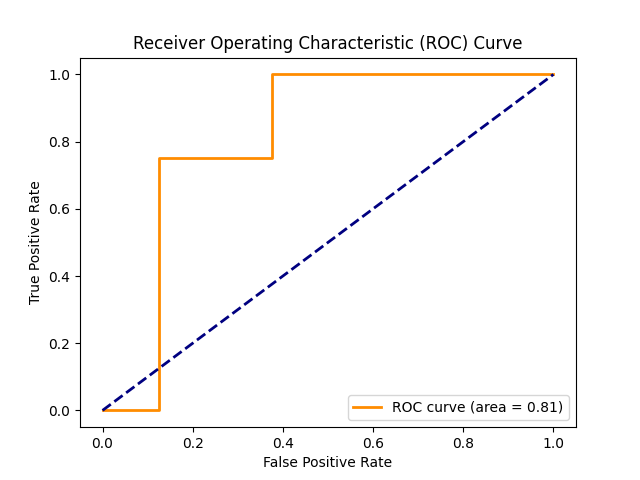 Receiver Operating Characteristic (ROC) Curve
1.0
0.8
0.6
0.4
0.2
0.0
True Positive Rate
0.0 0.2 0.4 0.6 0.8 1.0
False Positive Rate
ROC curve (area = 0.81)